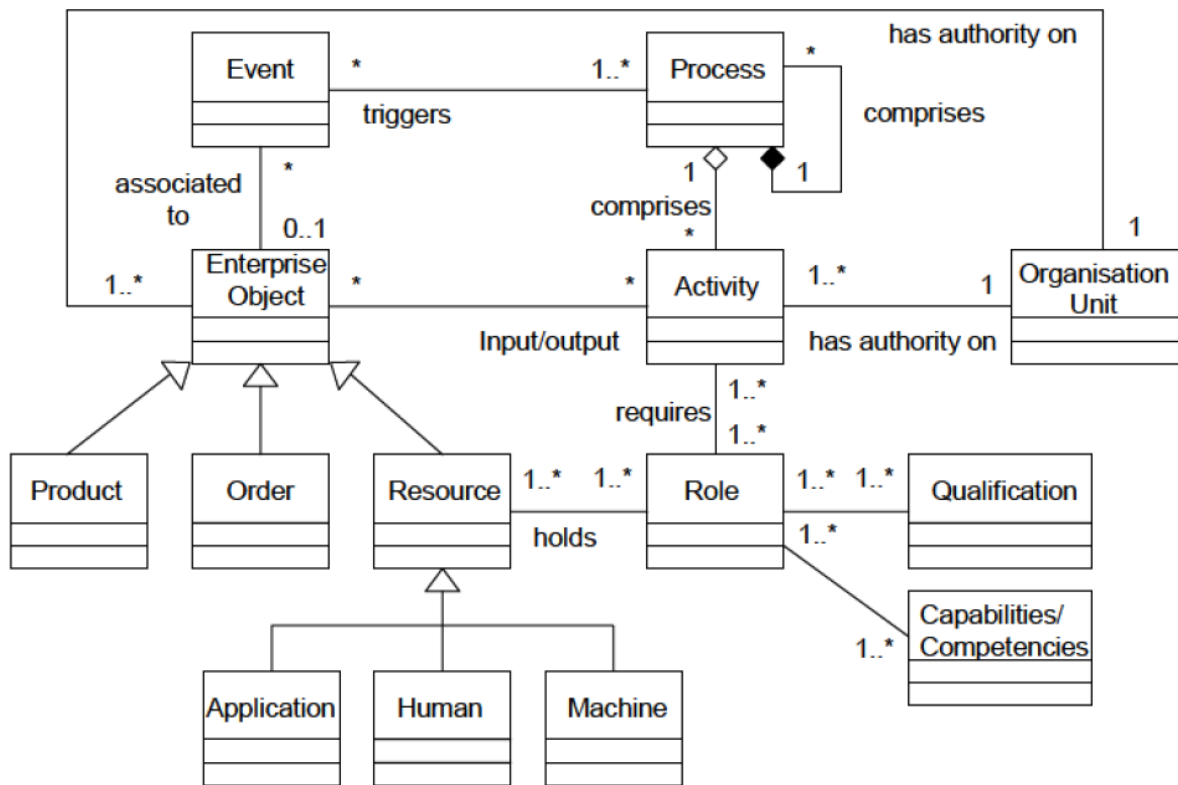 has authority on
Event
*
1..*
Process
*
triggers
comprises
*
1
1
associated
to
comprises
0..1
*
1
1..*
Enterprise
Object
*
*
Activity
1..*
1
Organisation
Unit
Input/output
has authority on
1..*
requires
1..*
Product
Order
Resource
1..*
1..*
Role
1..*
1..*
Qualification
holds
1..*
Capabilities/
Competencies
1..*
Application
Human
Machine